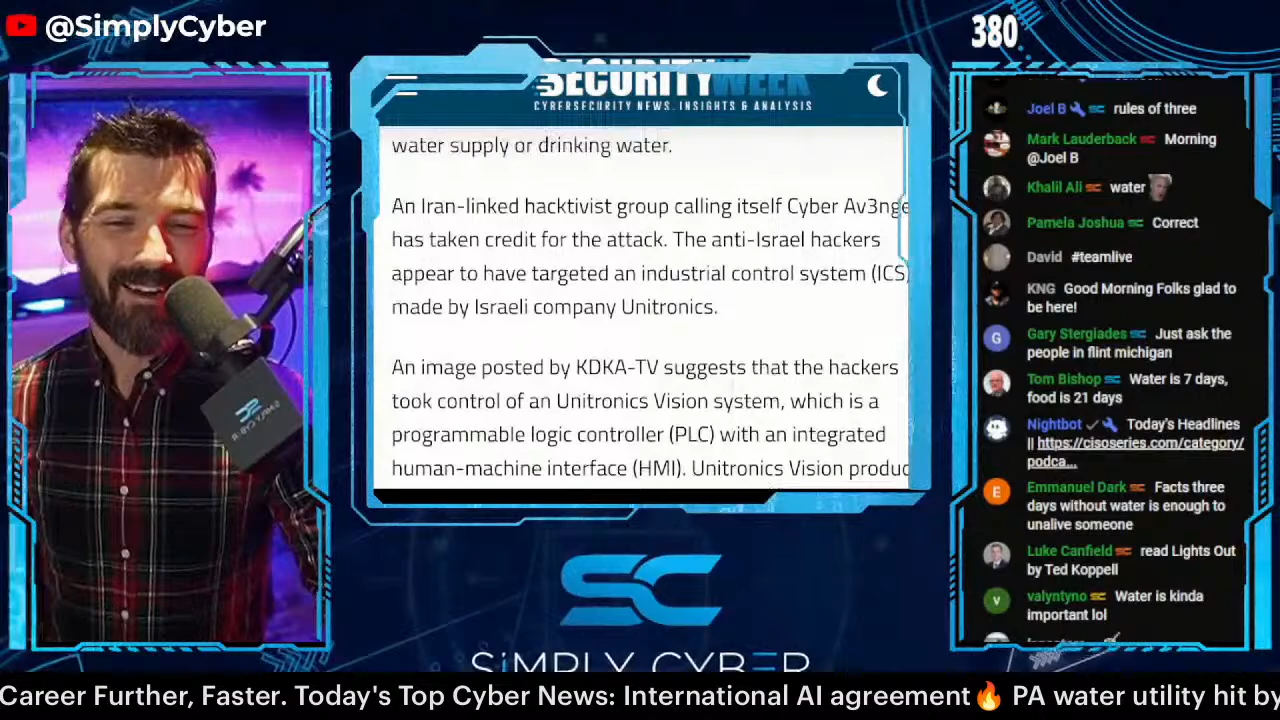 @SimplyCyber
380
SECURITYWEEK
CYBERSECURITY NEWS, INSIGHTS & ANALYSIS
water supply or drinking water.
An Iran-linked hacktivist group calling itself Cyber Av3nge
has taken credit for the attack. The anti-Israel hackers
appear to have targeted an industrial control system (ICS)
made by Israeli company Unitronics.
An image posted by KDKA-TV suggests that the hackers
took control of an Unitronics Vision system, which is a
programmable logic controller (PLC) with an integrated
human-machine interface (HMI). Unitronics Vision produc
SC
SiMPLY CYBER
Joel B rules of three
Mark Lauderback Morning
@Joel B
Khalil Ali water
Pamela Joshua Correct
David #teamlive
KNG Good Morning Folks glad to
be here!
G
Gary Stergiades Just ask the
people in flint michigan
Tom Bishop Water is 7 days,
food is 21 days
Nightbot Today's Headlines
|| https://cisoseries.com/category/
podca...
E
Emmanuel Dark Facts three
days without water is enough to
unalive someone
Luke Canfield read Lights Out
by Ted Koppell
V
valyntyno Water is kinda
important lol
Career Further, Faster. Today's Top Cyber News: International AI agreement🔥 PA water utility hit by